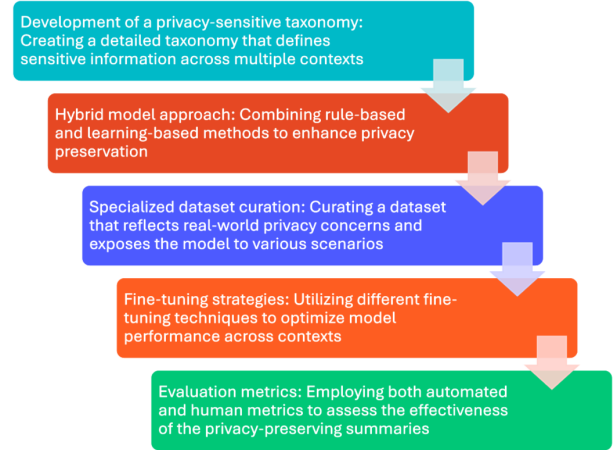 Development of a privacy-sensitive taxonomy:
Creating a detailed taxonomy that defines
sensitive information across multiple contexts
Hybrid model approach: Combining rule-based
and learning-based methods to enhance privacy
preservation
Specialized dataset curation: Curating a dataset
that reflects real-world privacy concerns and
exposes the model to various scenarios
Fine-tuning strategies: Utilizing different fine-
tuning techniques to optimize model
performance across contexts
Evaluation metrics: Employing both automated
and human metrics to assess the effectiveness
of the privacy-preserving summaries